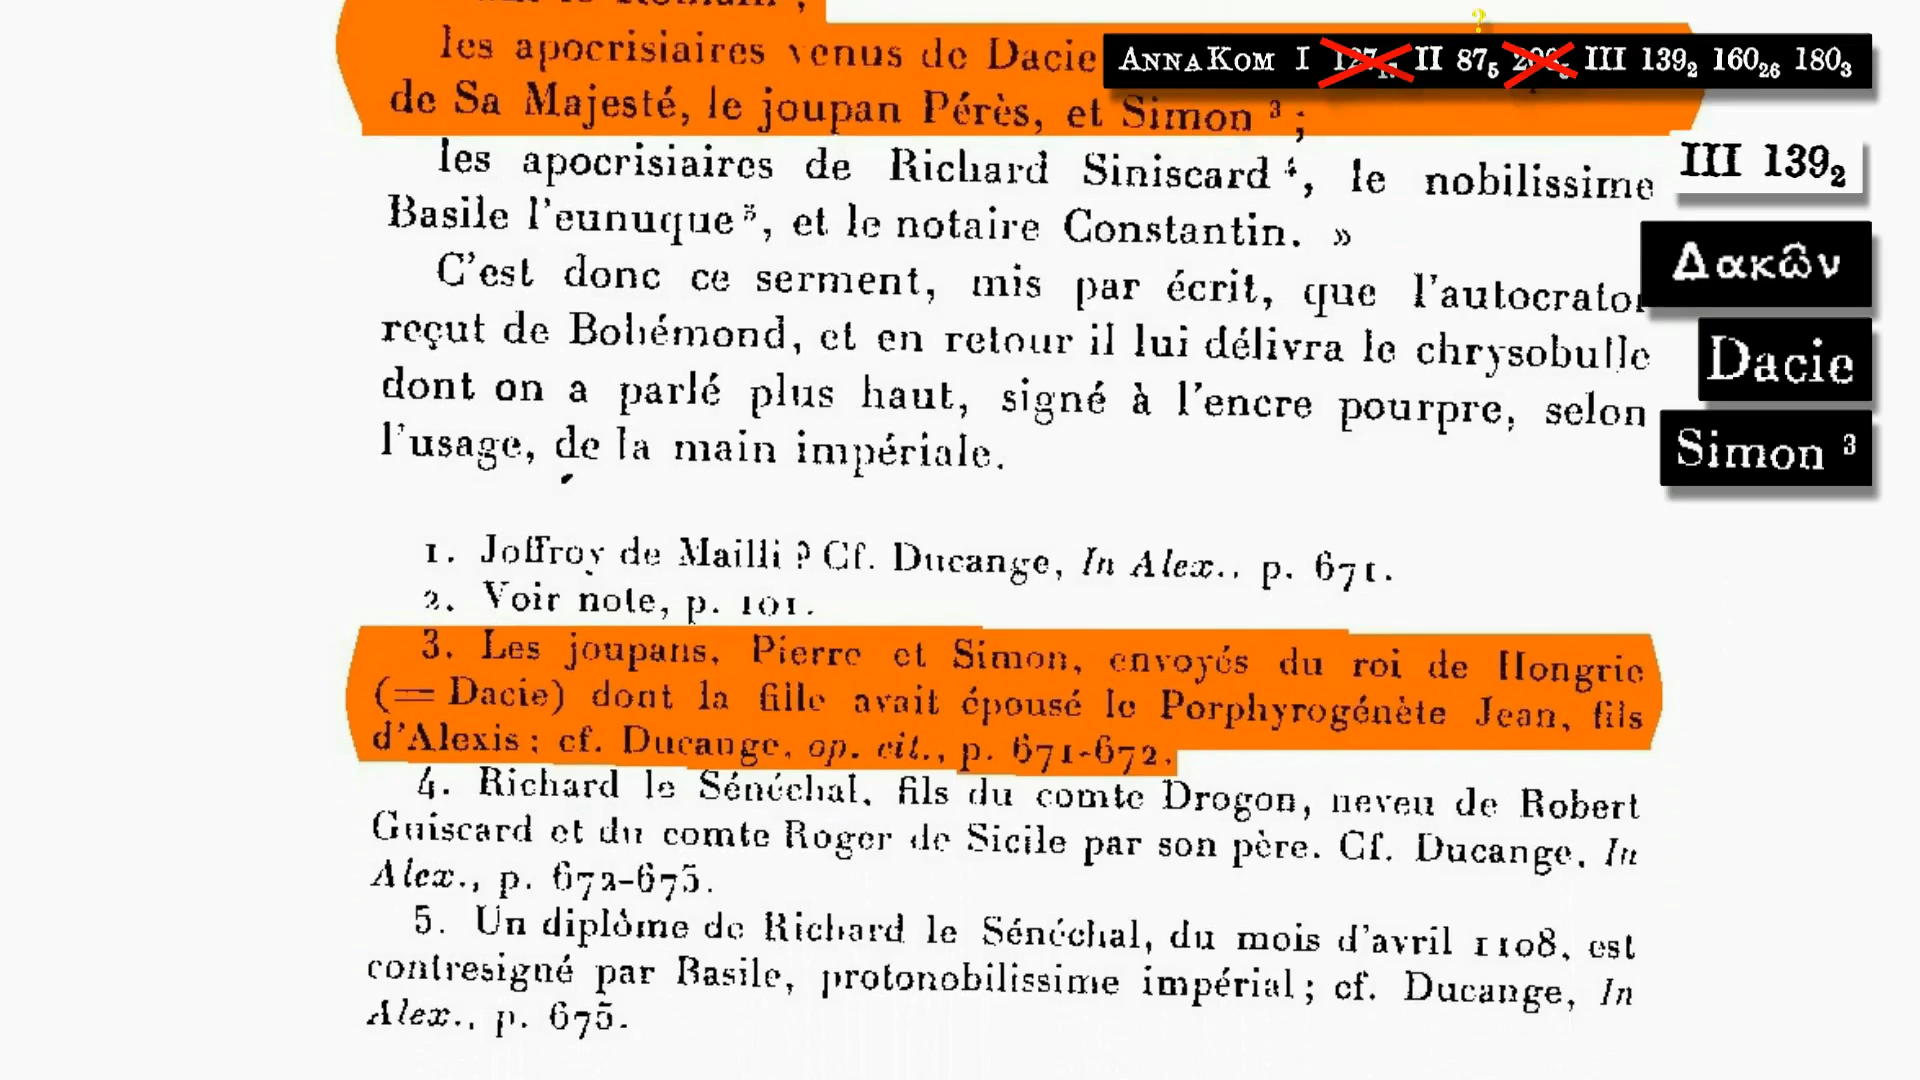 les apocrisiaires venus de Dacie
de Sa Majesté, le joupan Pérès, et Simon ³ ;
les apocrisiaires de Richard Siniscard ⁴, le nobilissime
Basile l'eunuque ⁵, et le notaire Constantin. »
C'est donc ce serment, mis par écrit, que l'autocrator
reçut de Bohémond, et en retour il lui délivra le chrysobulle
dont on a parlé plus haut, signé à l'encre pourpre, selon
l'usage, de la main impériale.
1. Joffroy de Mailli ? Cf. Ducange, In Alex., p. 671.
2. Voir note, p. 101.
3. Les joupans, Pierre et Simon, envoyés du roi de Hongrie
(= Dacie) dont la fille avait épousé le Porphyrogénète Jean, fils
d'Alexis ; cf. Ducange, op. cit., p. 671-672.
4. Richard le Sénéchal, fils du comte Drogon, neveu de Robert
Guiscard et du comte Roger de Sicile par son père. Cf. Ducange, In
Alex., p. 672-675.
5. Un diplôme de Richard le Sénéchal, du mois d'avril 1108, est
contresigné par Basile, protonobilissime impérial ; cf. Ducange, In
Alex., p. 675.
?
ANNA KOM I II 87₅ III 139₂ 160₂₆ 180₃
III 139₂
Δακῶν
Dacie
Simon ³